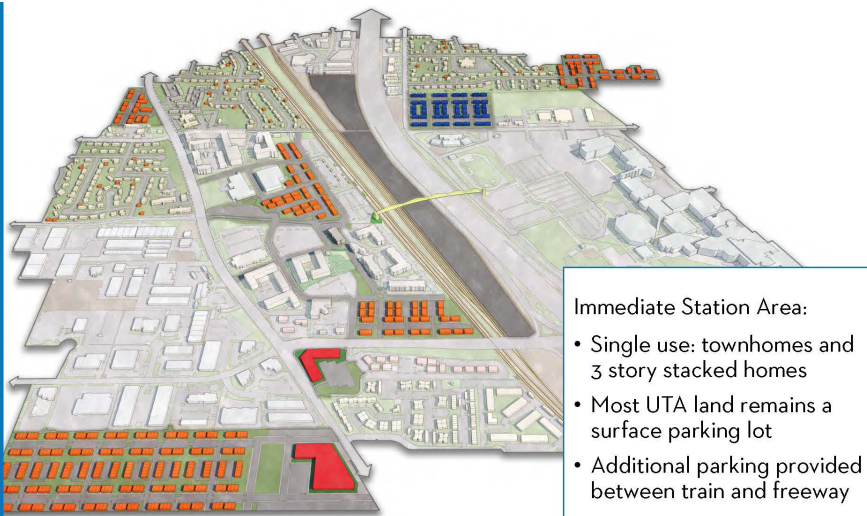 Immediate Station Area:
• Single use: townhomes and
3 story stacked homes
• Most UTA land remains a
surface parking lot
• Additional parking provided
between train and freeway